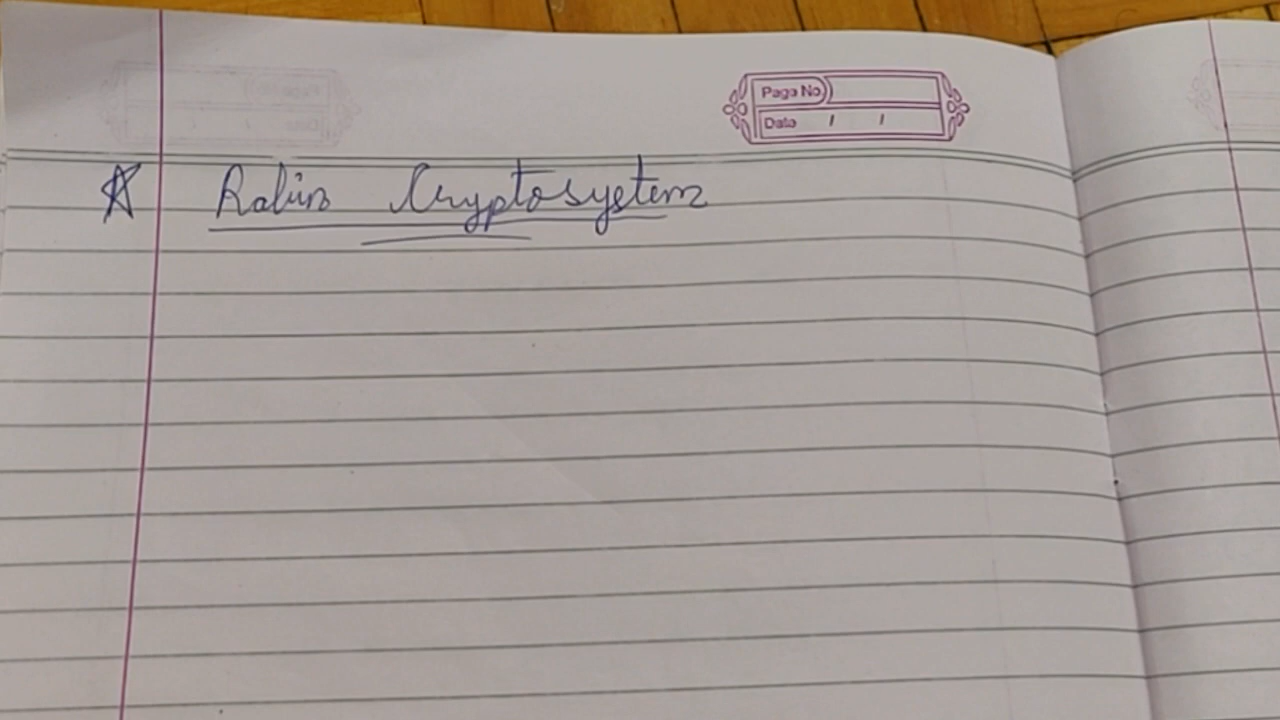 Page No
Date / /
☆ Rabin Cryptosystem